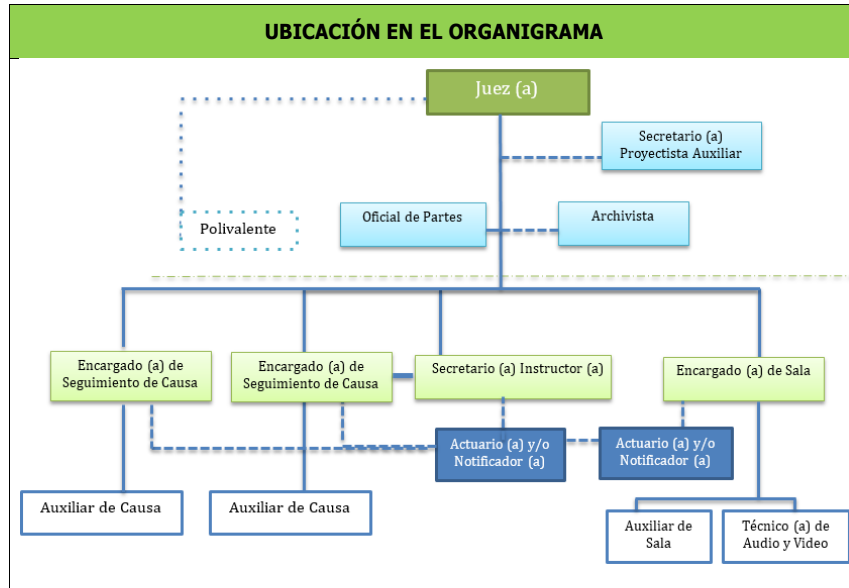 UBICACIÓN EN EL ORGANIGRAMA
Juez (a)
Secretario (a)
Proyectista Auxiliar
Oficial de Partes
Archivista
Polivalente
Encargado (a) de
Seguimiento de Causa
Encargado (a) de
Seguimiento de Causa
Secretario (a) Instructor (a)
Encargado (a) de Sala
Actuario (a) y/o
Notificador (a)
Actuario (a) y/o
Notificador (a)
Auxiliar de Causa
Auxiliar de Causa
Auxiliar de
Sala
Técnico (a) de
Audio y Video